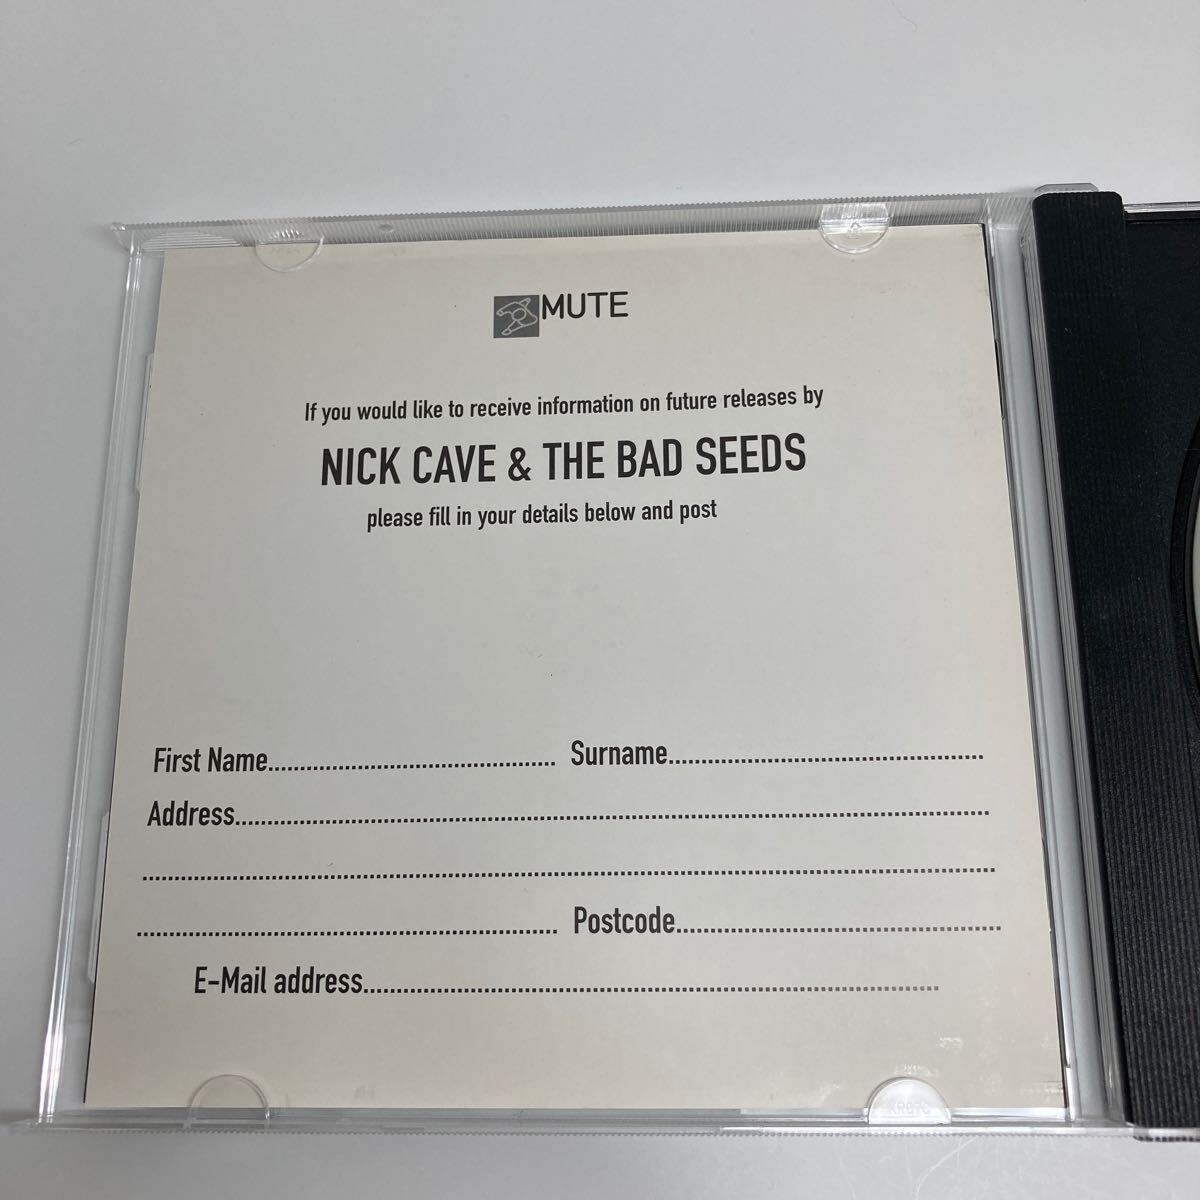 MUTE
If you would like to receive information on future releases by
NICK CAVE & THE BAD SEEDS
please fill in your details below and post
First Name............................................. Surname.................................................
Address.....................................................................................................................
.....................................................................................................................................
.................................................................. Postcode..................................................
E-Mail address..........................................................................................